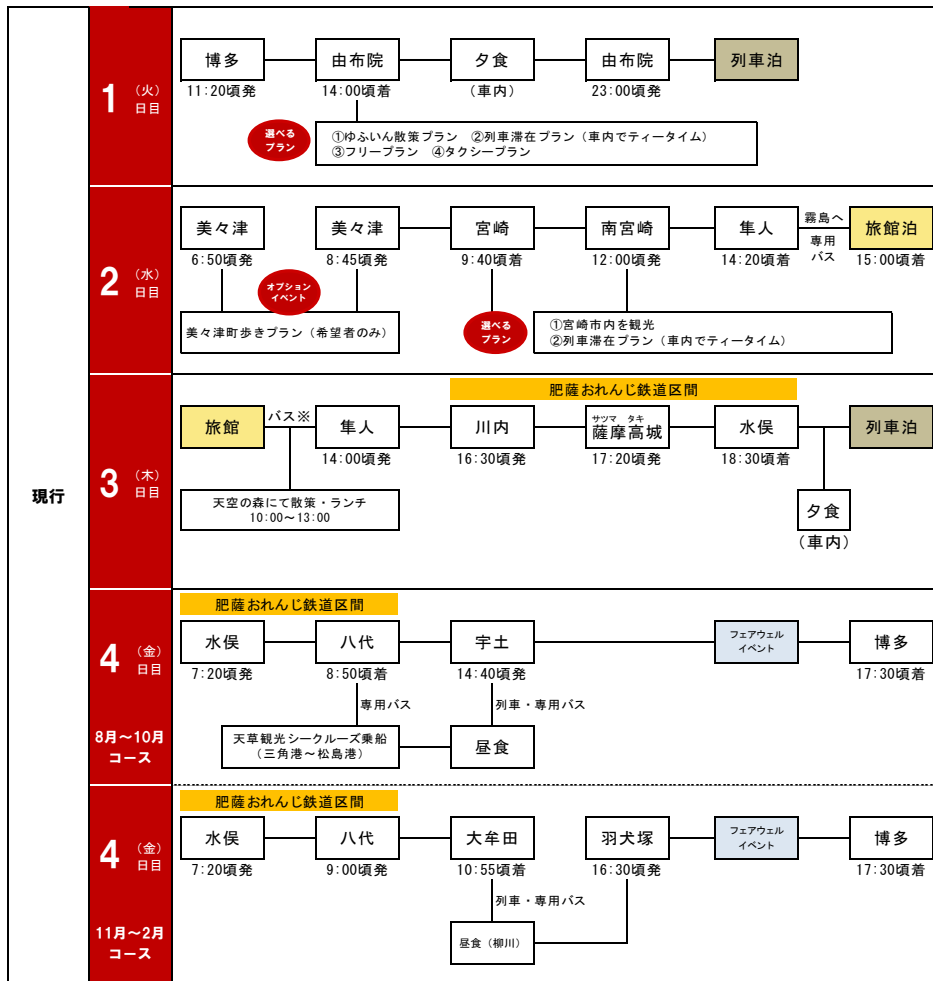 現行
1
（火）
日目
博多
11:20頃発
由布院
14:00頃着
夕食
（車内）
由布院
23:00頃発
列車泊
選べる
プラン
①ゆふいん散策プラン　②列車滞在プラン（車内でティータイム）
③フリープラン　④タクシープラン
2
（水）
日目
美々津
6:50頃発
美々津
8:45頃発
宮崎
9:40頃着
南宮崎
12:00頃発
隼人
14:20頃着
霧島へ
専用
バス
旅館泊
15:00頃着
オプション
イベント
美々津町歩きプラン（希望者のみ）
選べる
プラン
①宮崎市内を観光
②列車滞在プラン（車内でティータイム）
3
（木）
日目
肥薩おれんじ鉄道区間
旅館
バス※
隼人
14:00頃発
川内
16:30頃発
サツマ　タキ
薩摩高城
17:20頃発
水俣
18:30頃着
列車泊
天空の森にて散策・ランチ
10:00～13:00
夕食
（車内）
4
（金）
日目
8月～10月
コース
肥薩おれんじ鉄道区間
水俣
7:20頃発
八代
8:50頃着
宇土
14:40頃発
フェアウェル
イベント
博多
17:30頃着
専用バス
列車・専用バス
天草観光シークルーズ乗船
（三角港～松島港）
昼食
4
（金）
日目
11月～2月
コース
肥薩おれんじ鉄道区間
水俣
7:20頃発
八代
9:00頃発
大牟田
10:55頃着
羽犬塚
16:30頃発
フェアウェル
イベント
博多
17:30頃着
列車・専用バス
昼食（柳川）